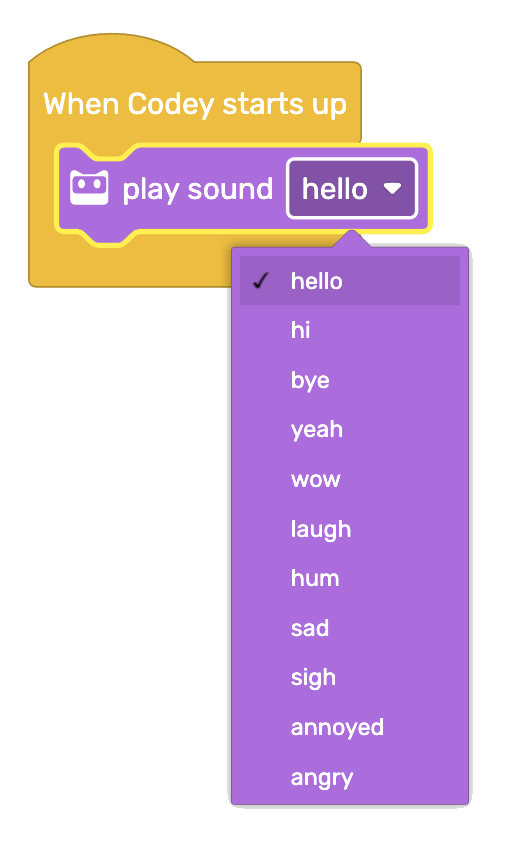 When Codey starts up
play sound hello
hello
hi
bye
yeah
wow
laugh
hum
sad
sigh
annoyed
angry